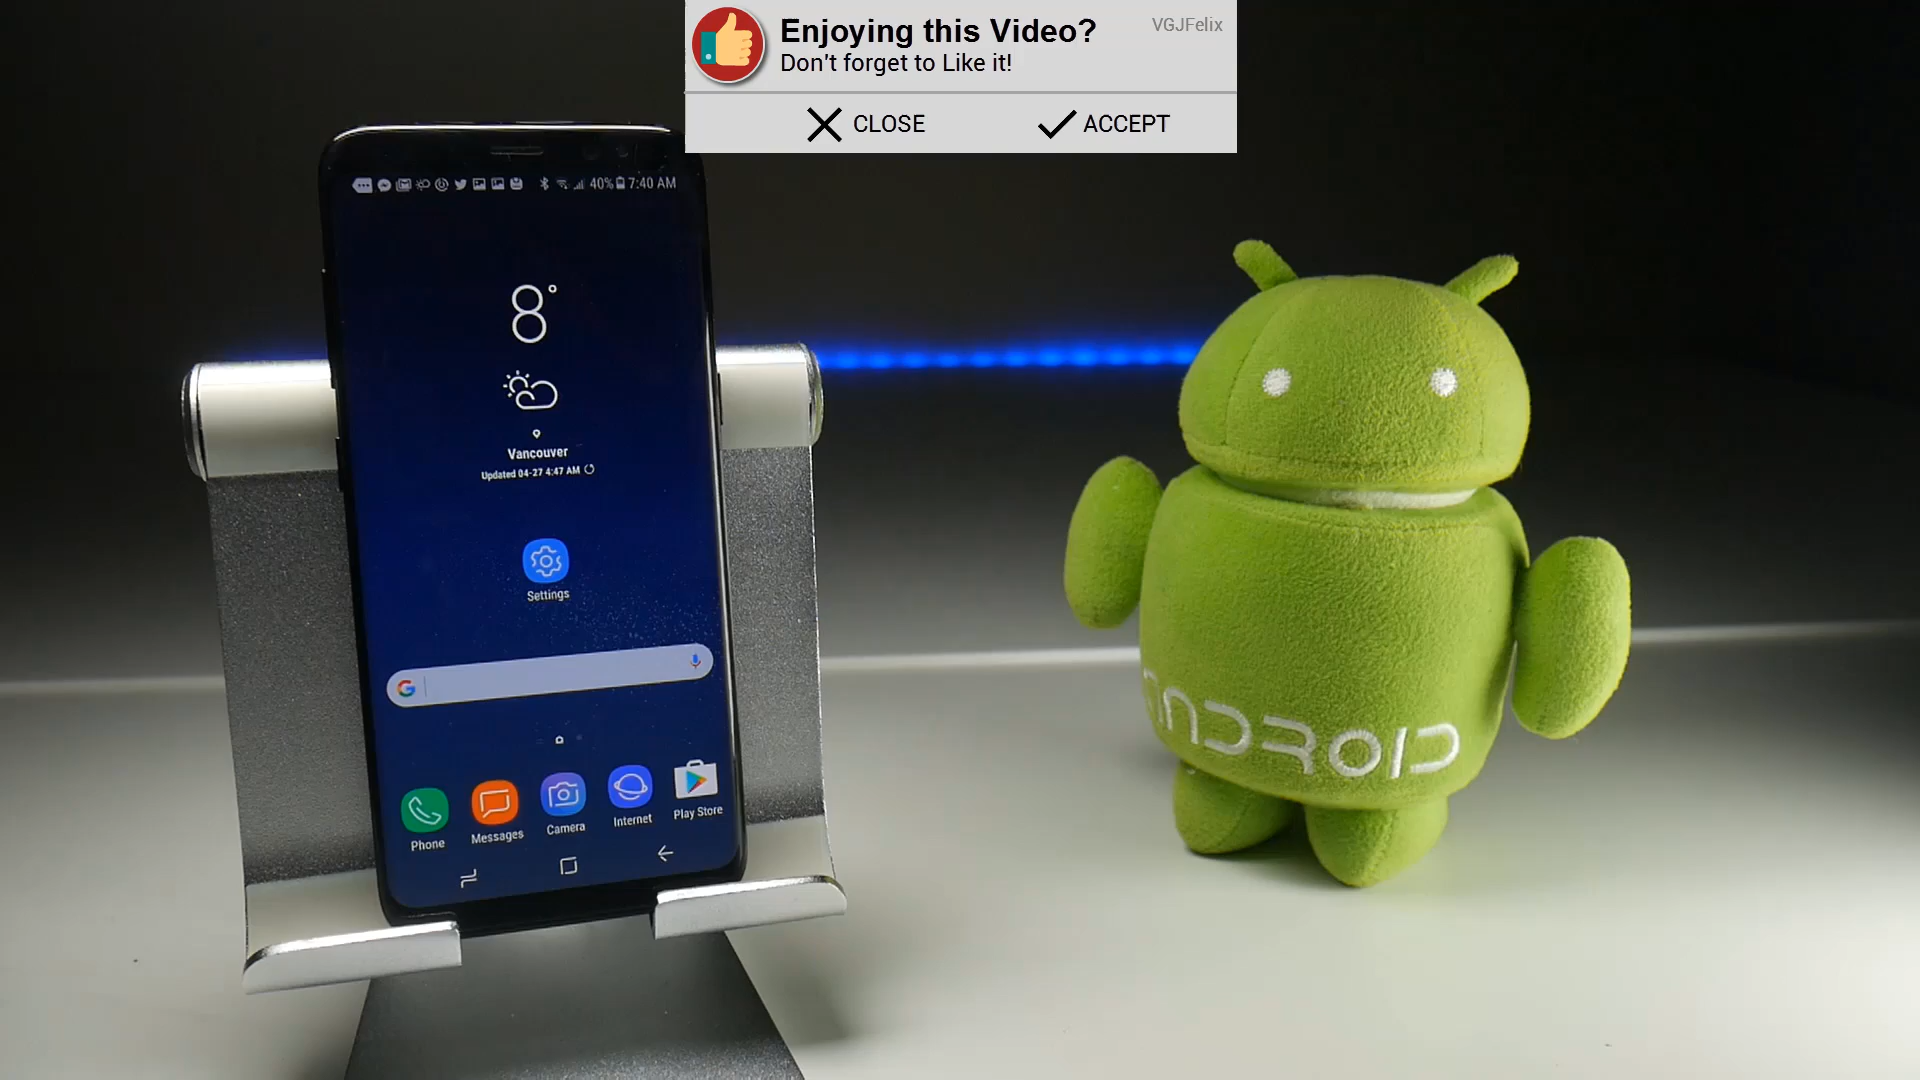 Enjoying this Video?
VGJFelix
Don't forget to Like it!
CLOSE
ACCEPT
40% 7:40 AM
8°
Vancouver
Updated 04-27 4:47 AM
Settings
G
Phone
Messages
Camera
Internet
Play Store
ANDROID